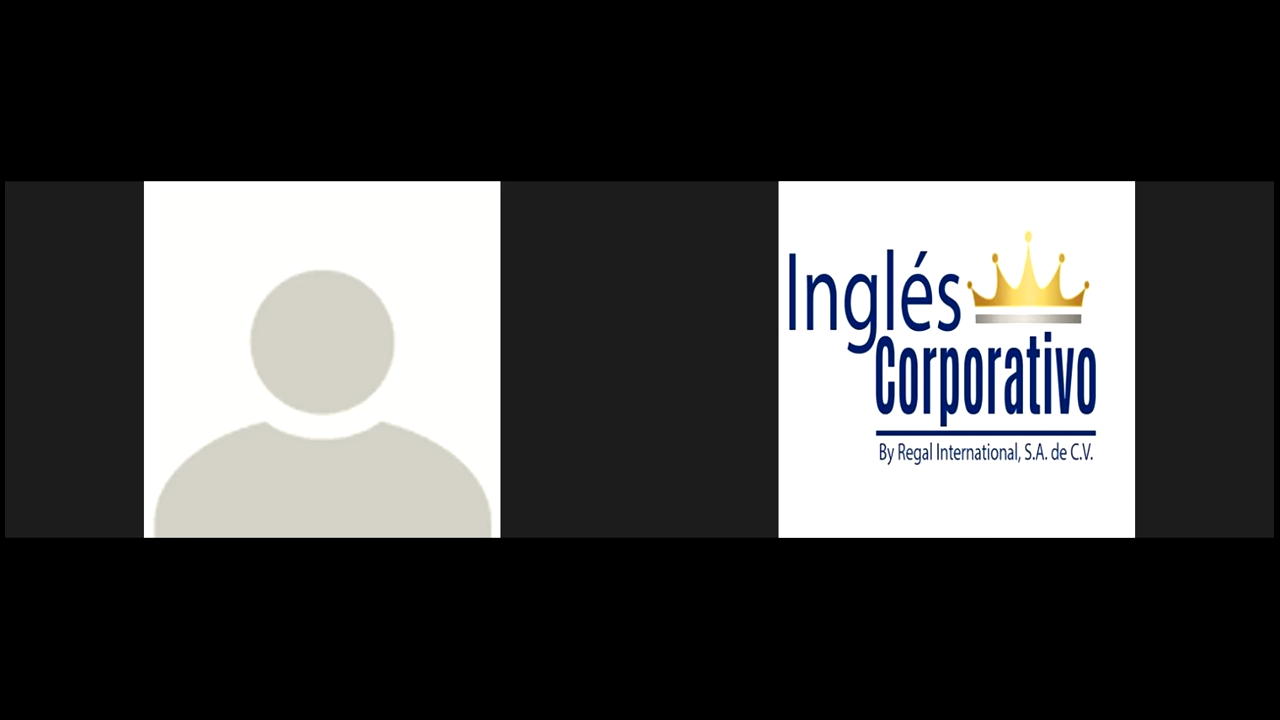 Inglés
Corporativo
By Regal International, S.A. de C.V.